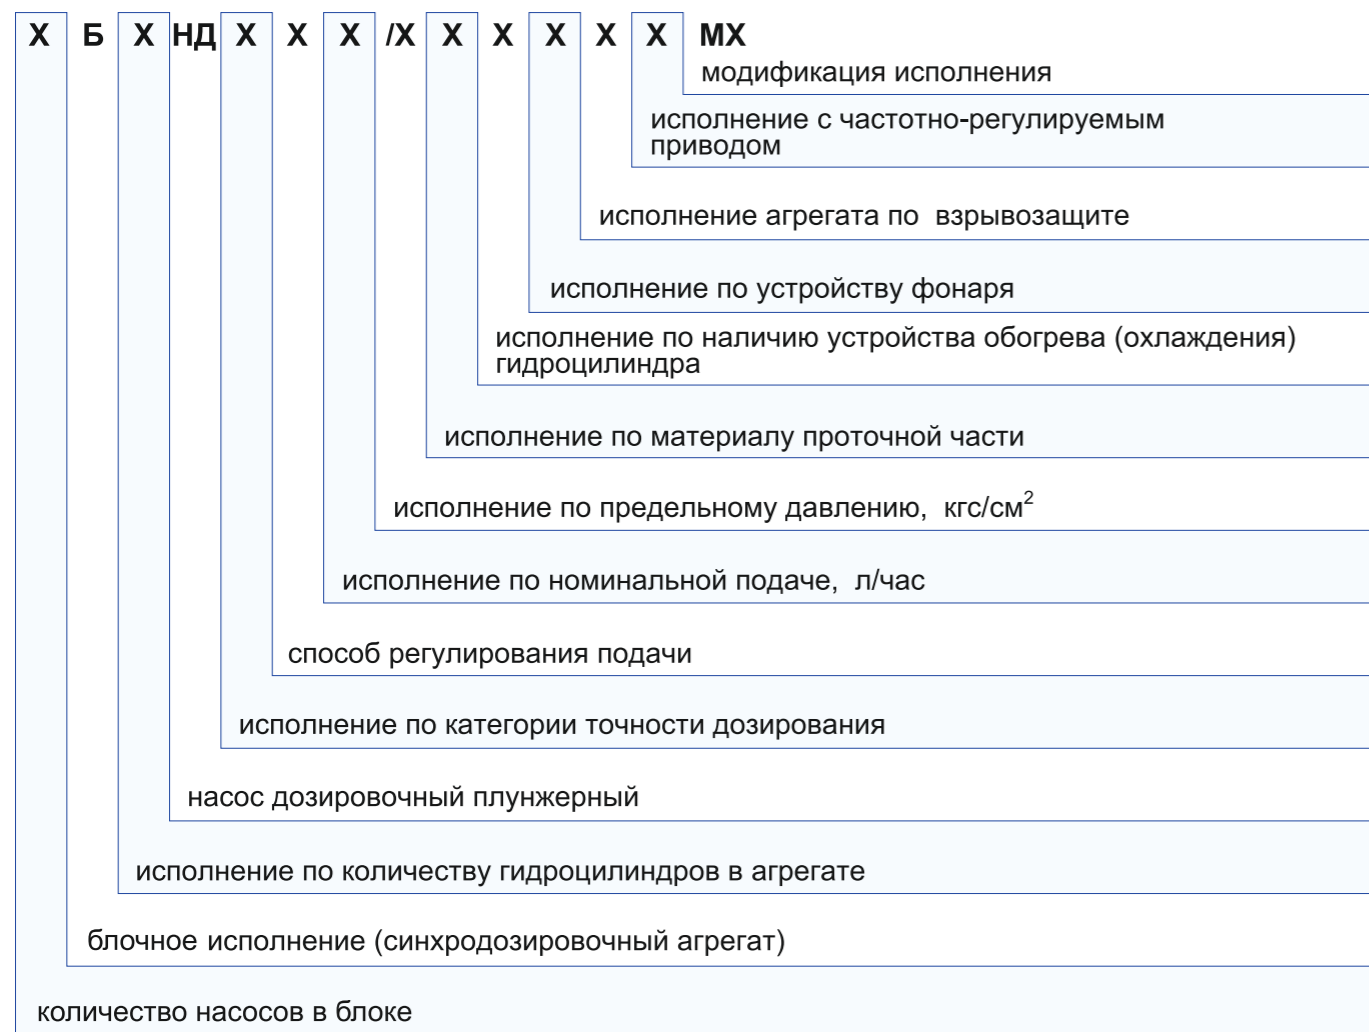 Х Б Х НД Х Х Х /Х Х Х Х Х Х МХ
модификация исполнения
исполнение с частотно-регулируемым
приводом
исполнение агрегата по взрывозащите
исполнение по устройству фонаря
исполнение по наличию устройства обогрева (охлаждения)
гидроцилиндра
исполнение по материалу проточной части
исполнение по предельному давлению, кгс/см²
исполнение по номинальной подаче, л/час
способ регулирования подачи
исполнение по категории точности дозирования
насос дозировочный плунжерный
исполнение по количеству гидроцилиндров в агрегате
блочное исполнение (синхродозировочный агрегат)
количество насосов в блоке